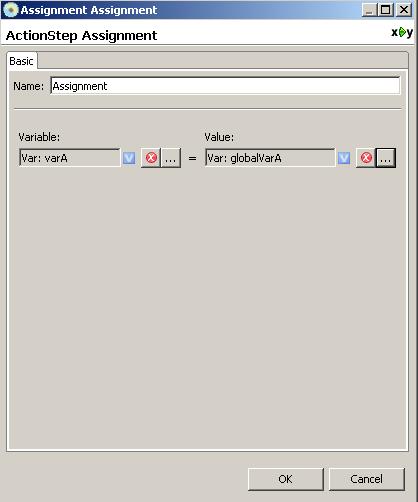 Assignment Assignment
ActionStep Assignment
x y
Basic
Name: Assignment
Variable: Value:
Var: varA V x ... = Var: globalVarA V x ...
OK Cancel